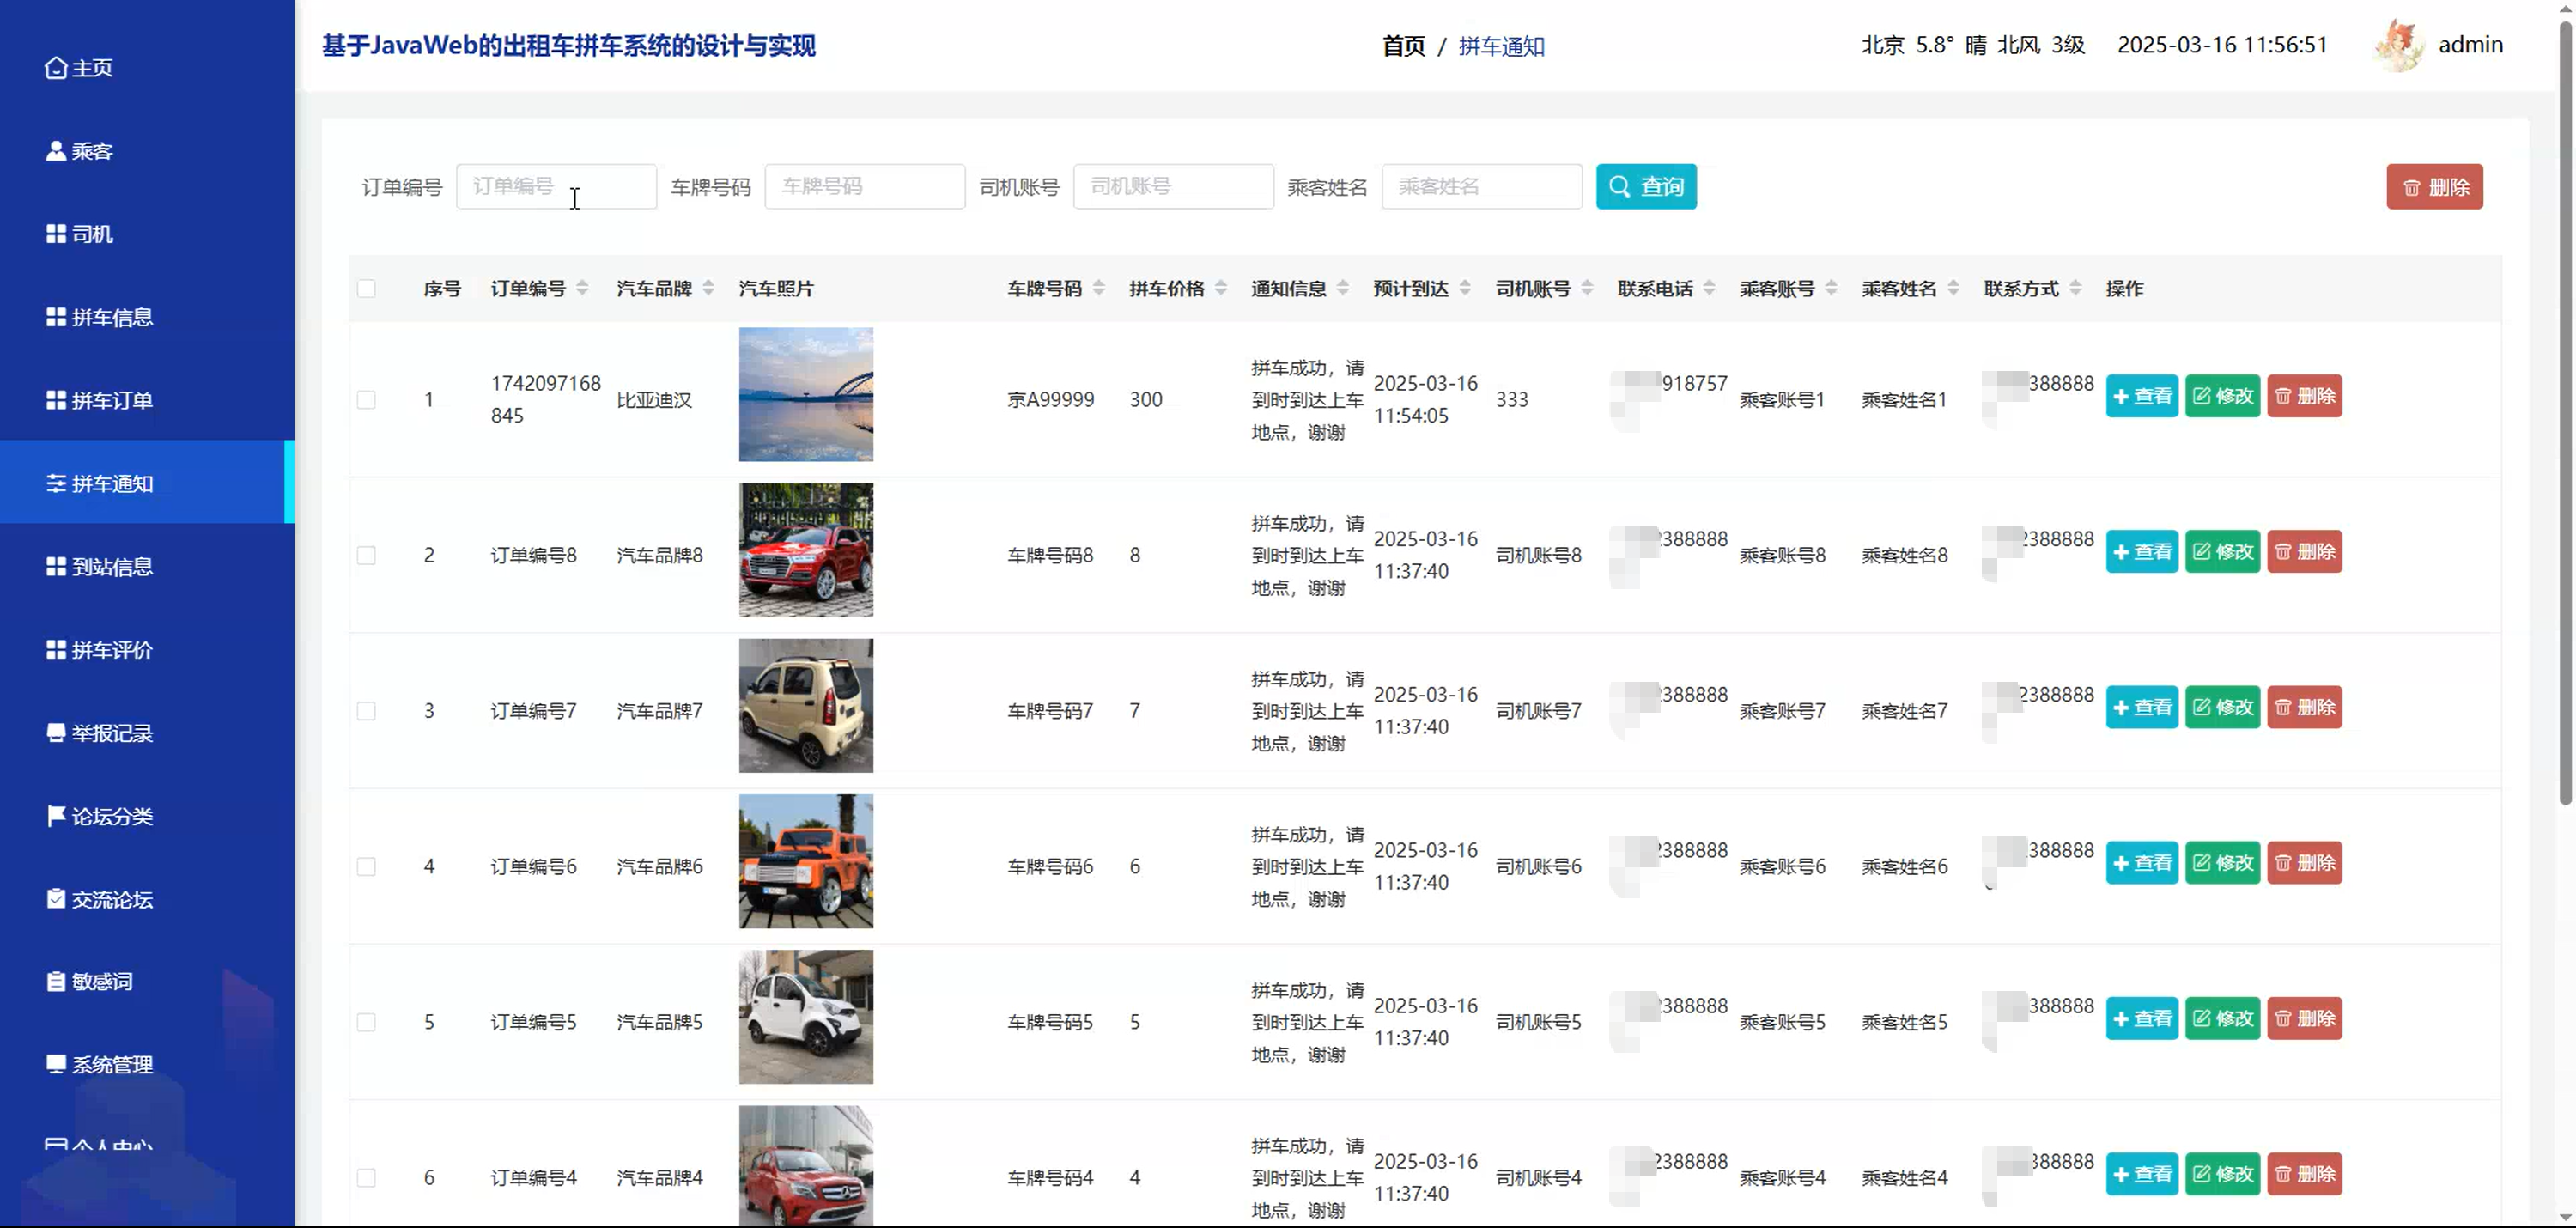 基于JavaWeb的出租车拼车系统的设计与实现
首页 / 拼车通知
北京 5.8° 晴 北风 3级 2025-03-16 11:56:51 admin
主页
乘客
司机
拼车信息
拼车订单
拼车通知
到站信息
拼车评价
举报记录
论坛分类
交流论坛
敏感词
系统管理
个人中心
订单编号 订单编号 车牌号码 车牌号码 司机账号 司机账号 乘客姓名 乘客姓名 查询 删除
序号 订单编号 汽车品牌 汽车照片 车牌号码 拼车价格 通知信息 预计到达 司机账号 联系电话 乘客账号 乘客姓名 联系方式 操作
1 1742097168845 比亚迪汉 京A99999 300 拼车成功，请到时到达上车地点，谢谢 2025-03-16 11:54:05 333 918757 乘客账号1 乘客姓名1 388888 查看 修改 删除
2 订单编号8 汽车品牌8 车牌号码8 8 拼车成功，请到时到达上车地点，谢谢 2025-03-16 11:37:40 司机账号8 388888 乘客账号8 乘客姓名8 388888 查看 修改 删除
3 订单编号7 汽车品牌7 车牌号码7 7 拼车成功，请到时到达上车地点，谢谢 2025-03-16 11:37:40 司机账号7 388888 乘客账号7 乘客姓名7 2388888 查看 修改 删除
4 订单编号6 汽车品牌6 车牌号码6 6 拼车成功，请到时到达上车地点，谢谢 2025-03-16 11:37:40 司机账号6 388888 乘客账号6 乘客姓名6 388888 查看 修改 删除
5 订单编号5 汽车品牌5 车牌号码5 5 拼车成功，请到时到达上车地点，谢谢 2025-03-16 11:37:40 司机账号5 388888 乘客账号5 乘客姓名5 388888 查看 修改 删除
6 订单编号4 汽车品牌4 车牌号码4 4 拼车成功，请到时到达上车地点，谢谢 2025-03-16 11:37:40 司机账号4 2388888 乘客账号4 乘客姓名4 388888 查看 修改 删除